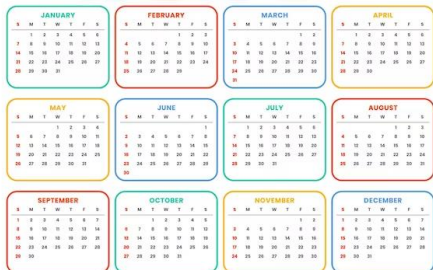 JANUARY
S M T W T F S
1 2 3 4 5 6
7 8 9 10 11 12 13
14 15 16 17 18 19 20
21 22 23 24 25 26 27
28 29 30 31
FEBRUARY
S M T W T F S
1 2 3
4 5 6 7 8 9 10
11 12 13 14 15 16 17
18 19 20 21 22 23 24
25 26 27 28 29
MARCH
S M T W T F S
1 2
3 4 5 6 7 8 9
10 11 12 13 14 15 16
17 18 19 20 21 22 23
24 25 26 27 28 29 30
31
APRIL
S M T W T F S
1 2 3 4 5 6
7 8 9 10 11 12 13
14 15 16 17 18 19 20
21 22 23 24 25 26 27
28 29 30
MAY
S M T W T F S
1 2 3 4
5 6 7 8 9 10 11
12 13 14 15 16 17 18
19 20 21 22 23 24 25
26 27 28 29 30 31
JUNE
S M T W T F S
1
2 3 4 5 6 7 8
9 10 11 12 13 14 15
16 17 18 19 20 21 22
23 24 25 26 27 28 29
30
JULY
S M T W T F S
1 2 3 4 5 6
7 8 9 10 11 12 13
14 15 16 17 18 19 20
21 22 23 24 25 26 27
28 29 30 31
AUGUST
S M T W T F S
1 2 3
4 5 6 7 8 9 10
11 12 13 14 15 16 17
18 19 20 21 22 23 24
25 26 27 28 29 30 31
SEPTEMBER
S M T W T F S
1 2 3 4 5 6 7
8 9 10 11 12 13 14
15 16 17 18 19 20 21
22 23 24 25 26 27 28
29 30
OCTOBER
S M T W T F S
1 2 3 4 5
6 7 8 9 10 11 12
13 14 15 16 17 18 19
20 21 22 23 24 25 26
27 28 29 30 31
NOVEMBER
S M T W T F S
1 2
3 4 5 6 7 8 9
10 11 12 13 14 15 16
17 18 19 20 21 22 23
24 25 26 27 28 29 30
DECEMBER
S M T W T F S
1 2 3 4 5 6 7
8 9 10 11 12 13 14
15 16 17 18 19 20 21
22 23 24 25 26 27 28
29 30 31